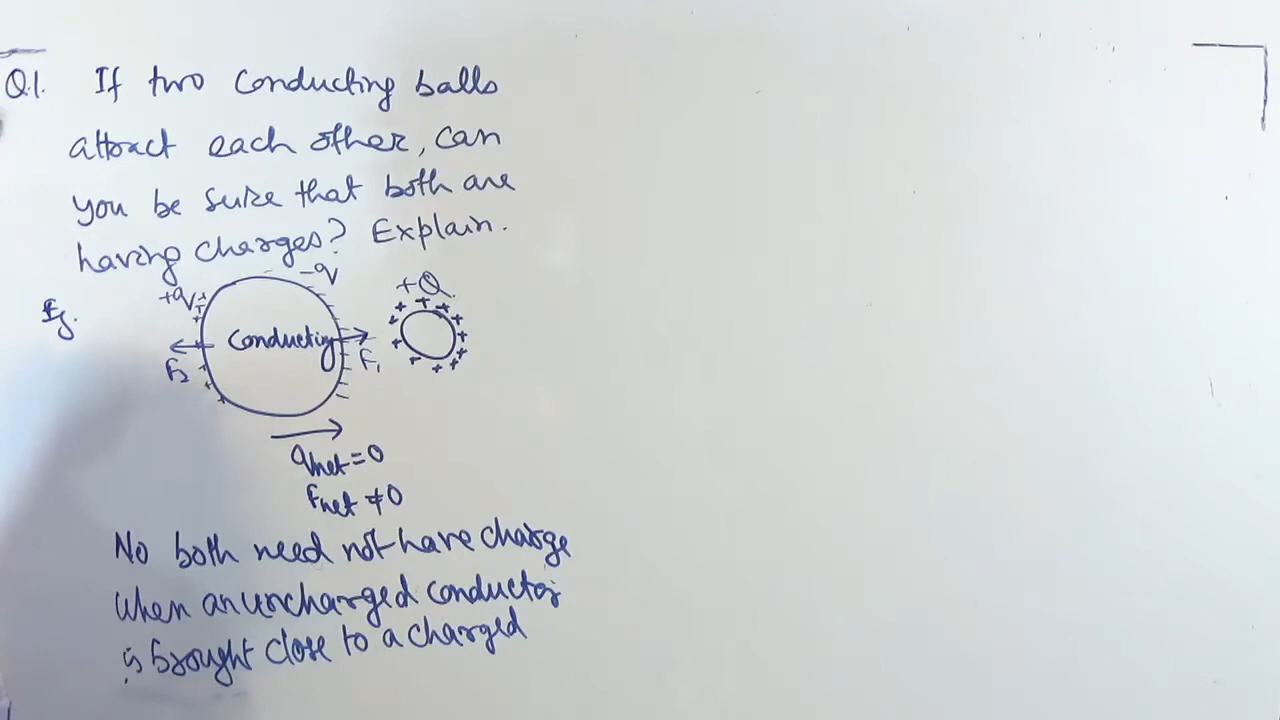 Q.1. If two conducting balls
attract each other, can
you be sure that both are
having charges? Explain.
Eg.
+q
-q
+Q
Conducting
F₂
F₁
qnet = 0
Fnet ≠ 0
No both need not have charge
when an uncharged conductor
is brought close to a charged